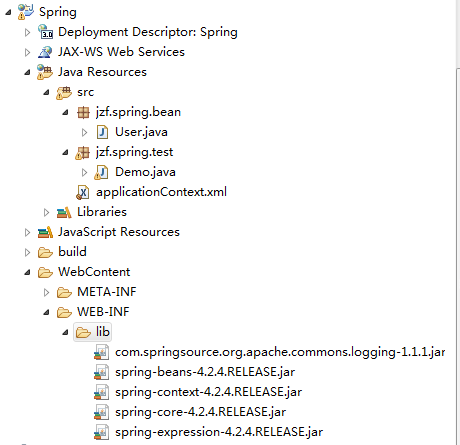 Spring
3.0 Deployment Descriptor: Spring
JAX-WS Web Services
Java Resources
src
jzf.spring.bean
User.java
jzf.spring.test
Demo.java
applicationContext.xml
Libraries
JavaScript Resources
build
WebContent
META-INF
WEB-INF
lib
com.springsource.org.apache.commons.logging-1.1.1.jar
spring-beans-4.2.4.RELEASE.jar
spring-context-4.2.4.RELEASE.jar
spring-core-4.2.4.RELEASE.jar
spring-expression-4.2.4.RELEASE.jar